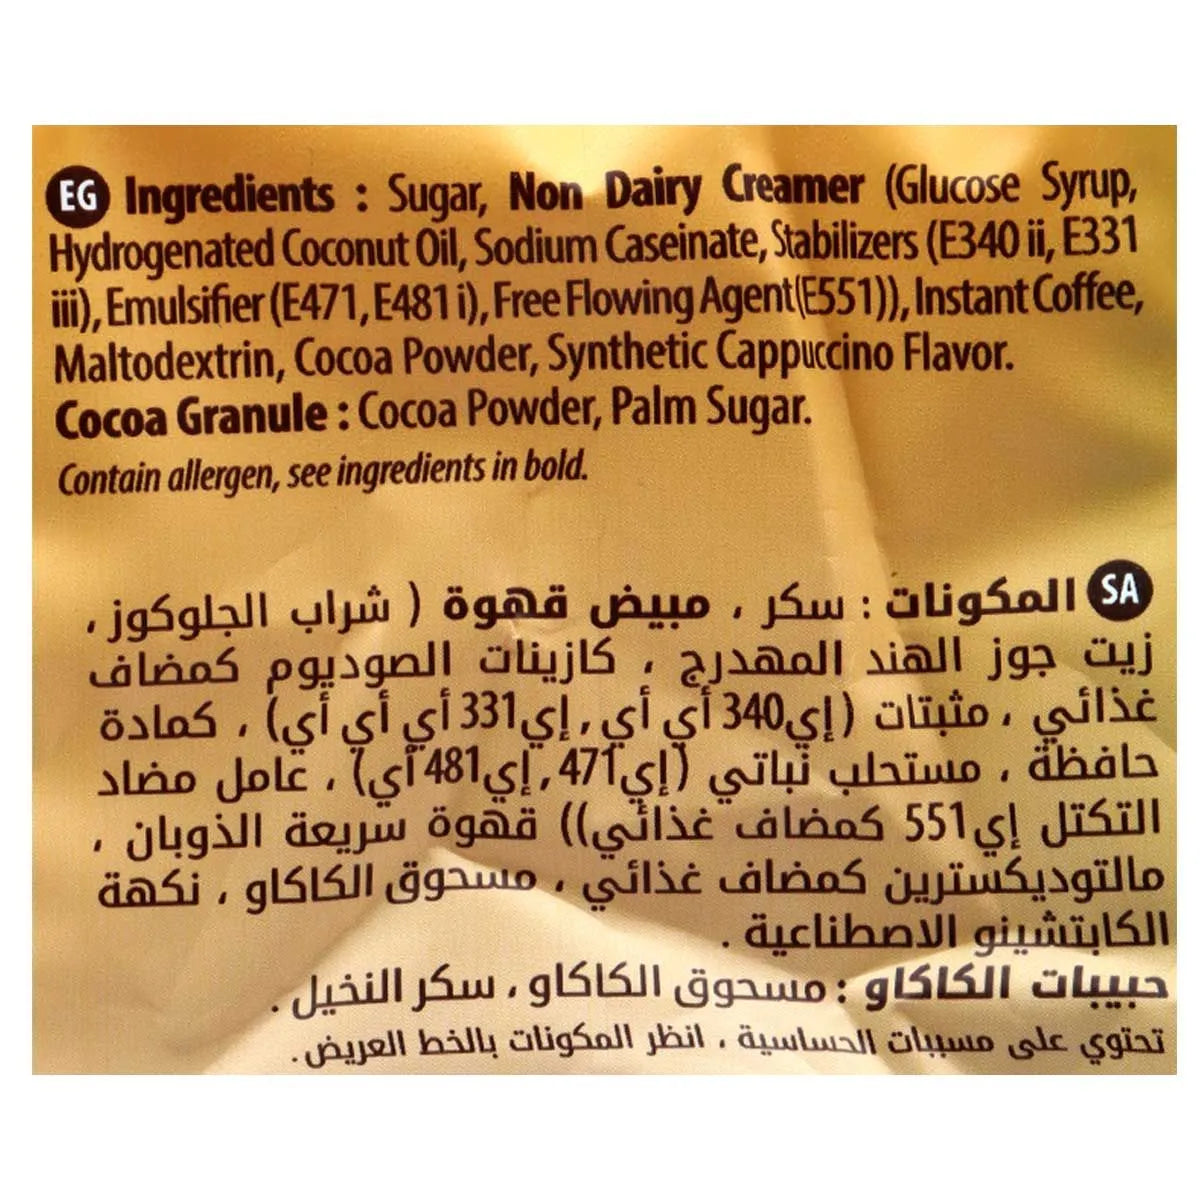 EG Ingredients : Sugar, Non Dairy Creamer (Glucose Syrup,
Hydrogenated Coconut Oil, Sodium Caseinate, Stabilizers (E340 ii, E331
iii), Emulsifier (E471, E481 i), Free Flowing Agent(E551)), Instant Coffee,
Maltodextrin, Cocoa Powder, Synthetic Cappuccino Flavor.
Cocoa Granule : Cocoa Powder, Palm Sugar.
Contain allergen, see ingredients in bold.
SA المكونات : سكر ، مبيض قهوة ( شراب الجلوكوز ،
زيت جوز الهند المهدرج ، كازينات الصوديوم كمضاف
غذائي ، مثبتات (إي340 أي أي ، إي331 أي أي أي) ، كمادة
حافظة ، مستحلب نباتي (إي471 ، إي481 أي) ، عامل مضاد
التكتل إي551 كمضاف غذائي)) قهوة سريعة الذوبان ،
مالتوديكسترين كمضاف غذائي ، مسحوق الكاكاو ، نكهة
الكابتشينو الاصطناعية .
حبيبات الكاكاو : مسحوق الكاكاو ، سكر النخيل .
تحتوي على مسببات الحساسية ، انظر المكونات بالخط العريض .